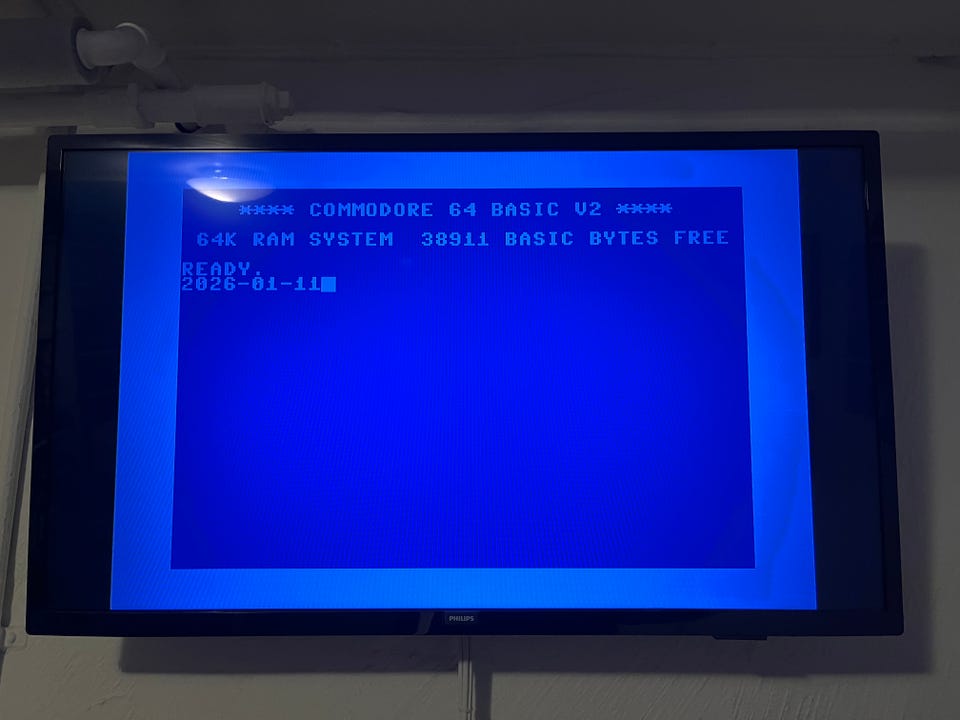 **** COMMODORE 64 BASIC V2 ****
64K RAM SYSTEM  38911 BASIC BYTES FREE
READY.
2026-01-11
PHILIPS